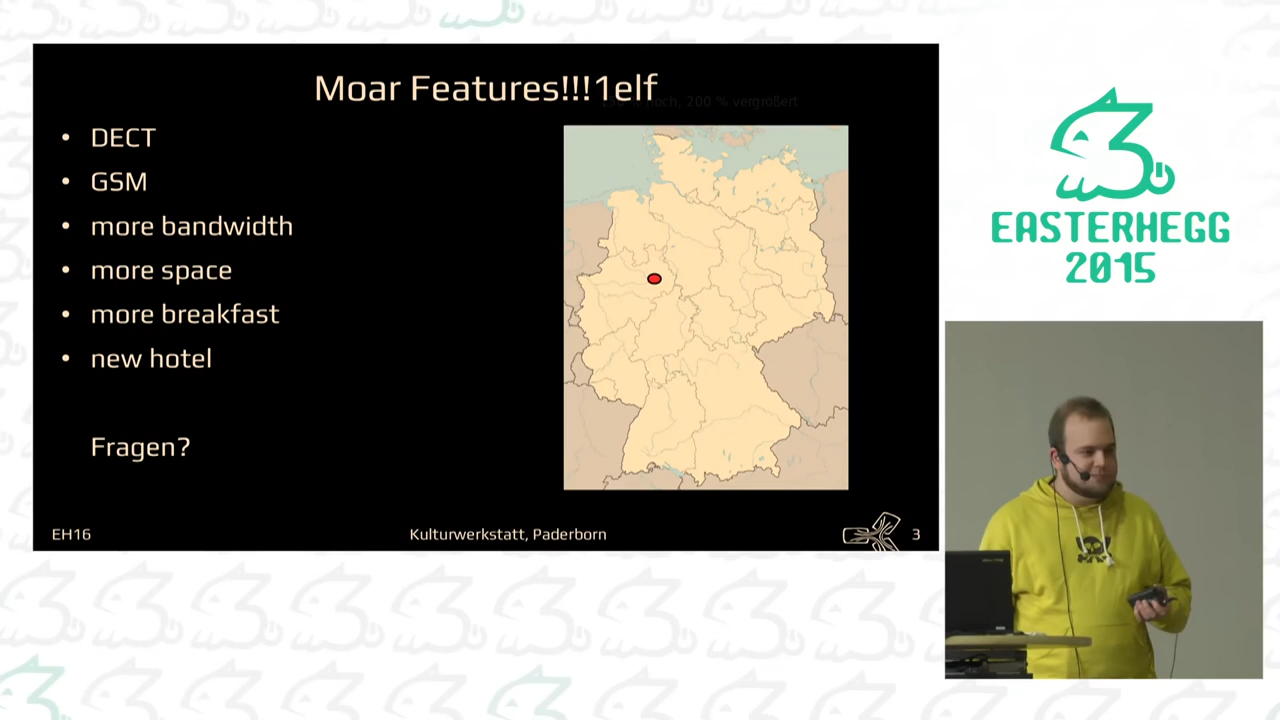 Moar Features!!!1elf
noch, 200 % vergrößert
• DECT
• GSM
• more bandwidth
• more space
• more breakfast
• new hotel
Fragen?
EH16
Kulturwerkstatt, Paderborn
3
EASTERHEGG
2015